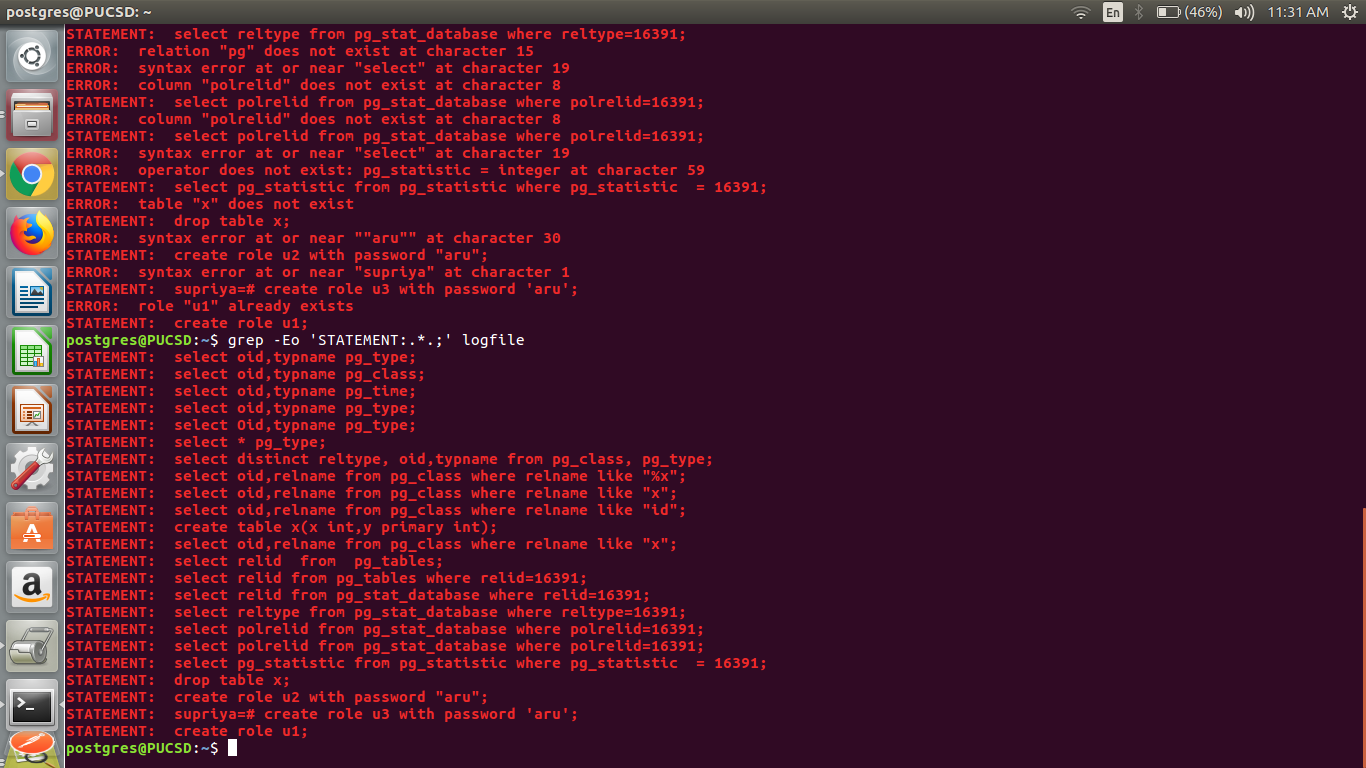 postgres@PUCSD: ~
En
(46%)
11:31 AM
STATEMENT:  select reltype from pg_stat_database where reltype=16391;
ERROR:  relation "pg" does not exist at character 15
ERROR:  syntax error at or near "select" at character 19
ERROR:  column "polrelid" does not exist at character 8
STATEMENT:  select polrelid from pg_stat_database where polrelid=16391;
ERROR:  column "polrelid" does not exist at character 8
STATEMENT:  select polrelid from pg_stat_database where polrelid=16391;
ERROR:  syntax error at or near "select" at character 19
ERROR:  operator does not exist: pg_statistic = integer at character 59
STATEMENT:  select pg_statistic from pg_statistic where pg_statistic  = 16391;
ERROR:  table "x" does not exist
STATEMENT:  drop table x;
ERROR:  syntax error at or near ""aru"" at character 30
STATEMENT:  create role u2 with password "aru";
ERROR:  syntax error at or near "supriya" at character 1
STATEMENT:  supriya=# create role u3 with password 'aru';
ERROR:  role "u1" already exists
STATEMENT:  create role u1;
postgres@PUCSD:~$ grep -Eo 'STATEMENT:.*.;' logfile
STATEMENT:  select oid,typname pg_type;
STATEMENT:  select oid,typname pg_class;
STATEMENT:  select oid,typname pg_time;
STATEMENT:  select oid,typname pg_type;
STATEMENT:  select Oid,typname pg_type;
STATEMENT:  select * pg_type;
STATEMENT:  select distinct reltype, oid,typname from pg_class, pg_type;
STATEMENT:  select oid,relname from pg_class where relname like "%x";
STATEMENT:  select oid,relname from pg_class where relname like "x";
STATEMENT:  select oid,relname from pg_class where relname like "id";
STATEMENT:  create table x(x int,y primary int);
STATEMENT:  select oid,relname from pg_class where relname like "x";
STATEMENT:  select relid  from  pg_tables;
STATEMENT:  select relid from pg_tables where relid=16391;
STATEMENT:  select relid from pg_stat_database where relid=16391;
STATEMENT:  select reltype from pg_stat_database where reltype=16391;
STATEMENT:  select polrelid from pg_stat_database where polrelid=16391;
STATEMENT:  select polrelid from pg_stat_database where polrelid=16391;
STATEMENT:  select pg_statistic from pg_statistic where pg_statistic  = 16391;
STATEMENT:  drop table x;
STATEMENT:  create role u2 with password "aru";
STATEMENT:  supriya=# create role u3 with password 'aru';
STATEMENT:  create role u1;
postgres@PUCSD:~$